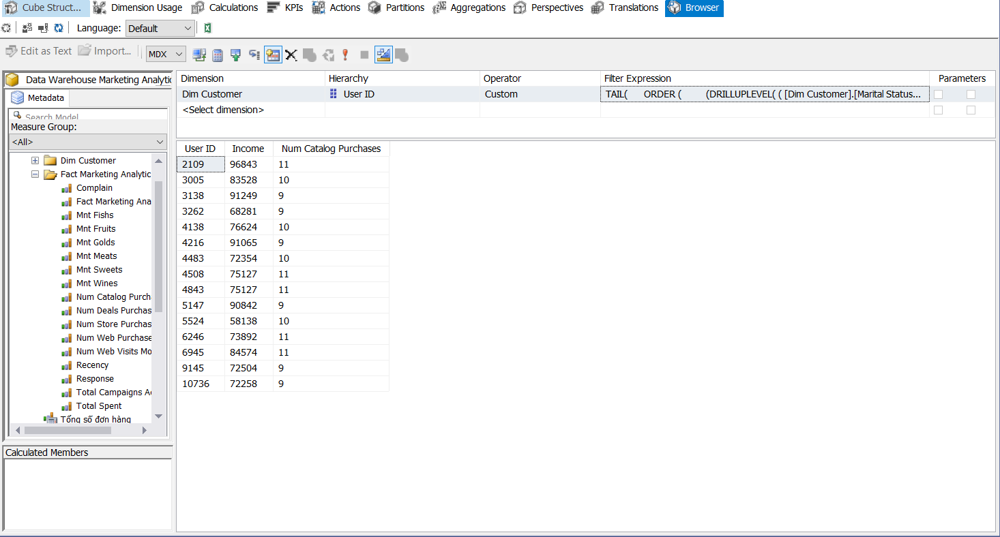 Cube Struct... Dimension Usage Calculations KPIs Actions Partitions Aggregations Perspectives Translations Browser
Language: Default
Edit as Text Import... MDX
Data Warehouse Marketing Analytic
Metadata
Search Model
Measure Group:
<All>
Dim Customer
Fact Marketing Analytic
Complain
Fact Marketing Ana
Mnt Fishs
Mnt Fruits
Mnt Golds
Mnt Meats
Mnt Sweets
Mnt Wines
Num Catalog Purch
Num Deals Purchas
Num Store Purchas
Num Web Purchase
Num Web Visits Mo
Recency
Response
Total Campaigns Ac
Total Spent
Tổng số đơn hàng
Calculated Members
Dimension Hierarchy Operator Filter Expression Parameters
Dim Customer User ID Custom TAIL( ORDER ( (DRILLUPLEVEL( ( [Dim Customer].[Marital Status...
<Select dimension>
User ID Income Num Catalog Purchases
2109 96843 11
3005 83528 10
3138 91249 9
3262 68281 9
4138 76624 10
4216 91065 9
4483 72354 10
4508 75127 11
4843 75127 11
5147 90842 9
5524 58138 10
6246 73892 11
6945 84574 11
9145 72504 9
10736 72258 9